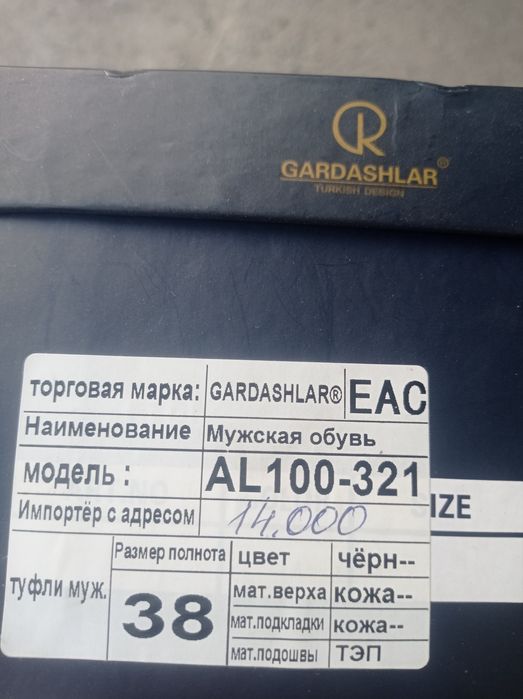 GARDASHLAR®
TURKISH DESIGN
торговая марка: GARDASHLAR® EAC
Наименование Мужская обувь
модель : AL100-321
IZE
Импортёр с адресом 14.000
Размер полнота цвет чёрн--
туфли муж. 38 мат.верха кожа--
мат.подкладки кожа--
мат.подошвы ТЭП